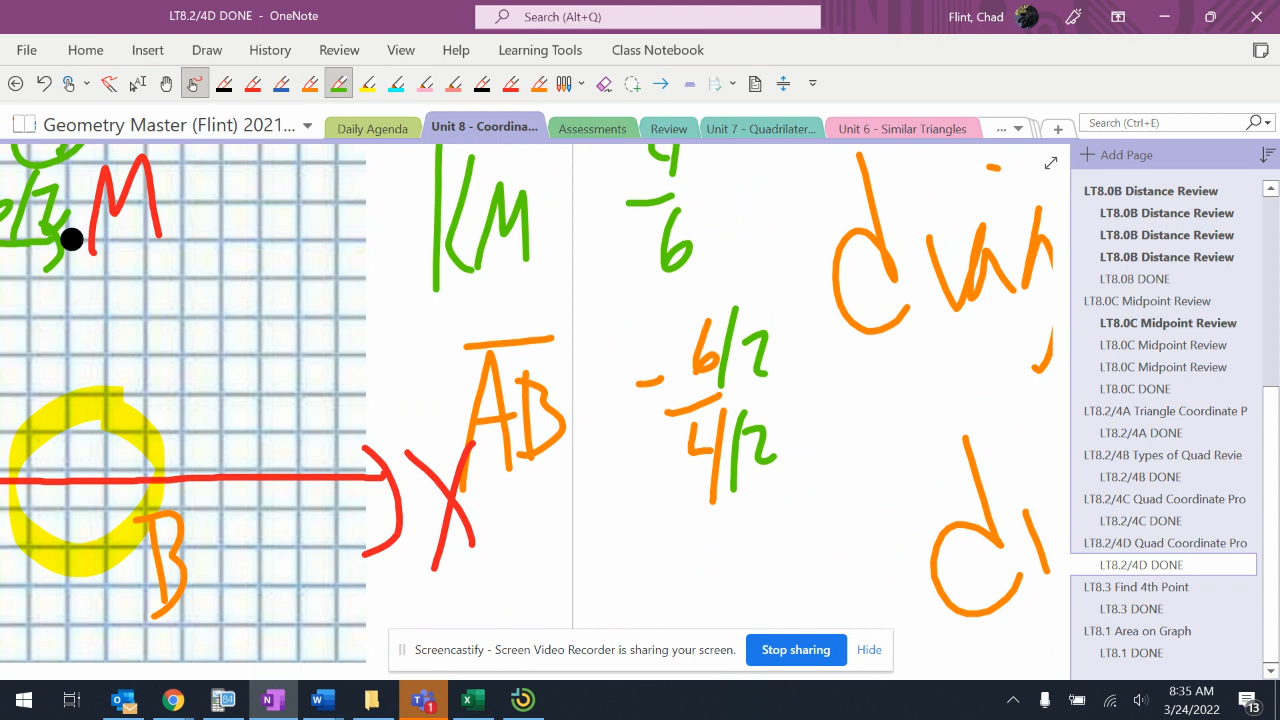 LT8.2/4D DONE - OneNote
Search (Alt+Q)
Flint, Chad
File Home Insert Draw History Review View Help Learning Tools Class Notebook
Geometry Master (Flint) 2021...
Daily Agenda
Unit 8 - Coordina...
Assessments
Review
Unit 7 - Quadrilater...
Unit 6 - Similar Triangles
...
Search (Ctrl+E)
Add Page
LT8.0B Distance Review
LT8.0B Distance Review
LT8.0B Distance Review
LT8.0B Distance Review
LT8.0B DONE
LT8.0C Midpoint Review
LT8.0C Midpoint Review
LT8.0C Midpoint Review
LT8.0C Midpoint Review
LT8.0C DONE
LT8.2/4A Triangle Coordinate P
LT8.2/4A DONE
LT8.2/4B Types of Quad Revie
LT8.2/4B DONE
LT8.2/4C Quad Coordinate Pro
LT8.2/4C DONE
LT8.2/4D Quad Coordinate Pro
LT8.2/4D DONE
LT8.3 Find 4th Point
LT8.3 DONE
LT8.1 Area on Graph
LT8.1 DONE
M
KM
6
AB
- 6/2
4/2
X
B
Screencastify - Screen Video Recorder is sharing your screen.
Stop sharing
Hide
84
1
8:35 AM
3/24/2022
13